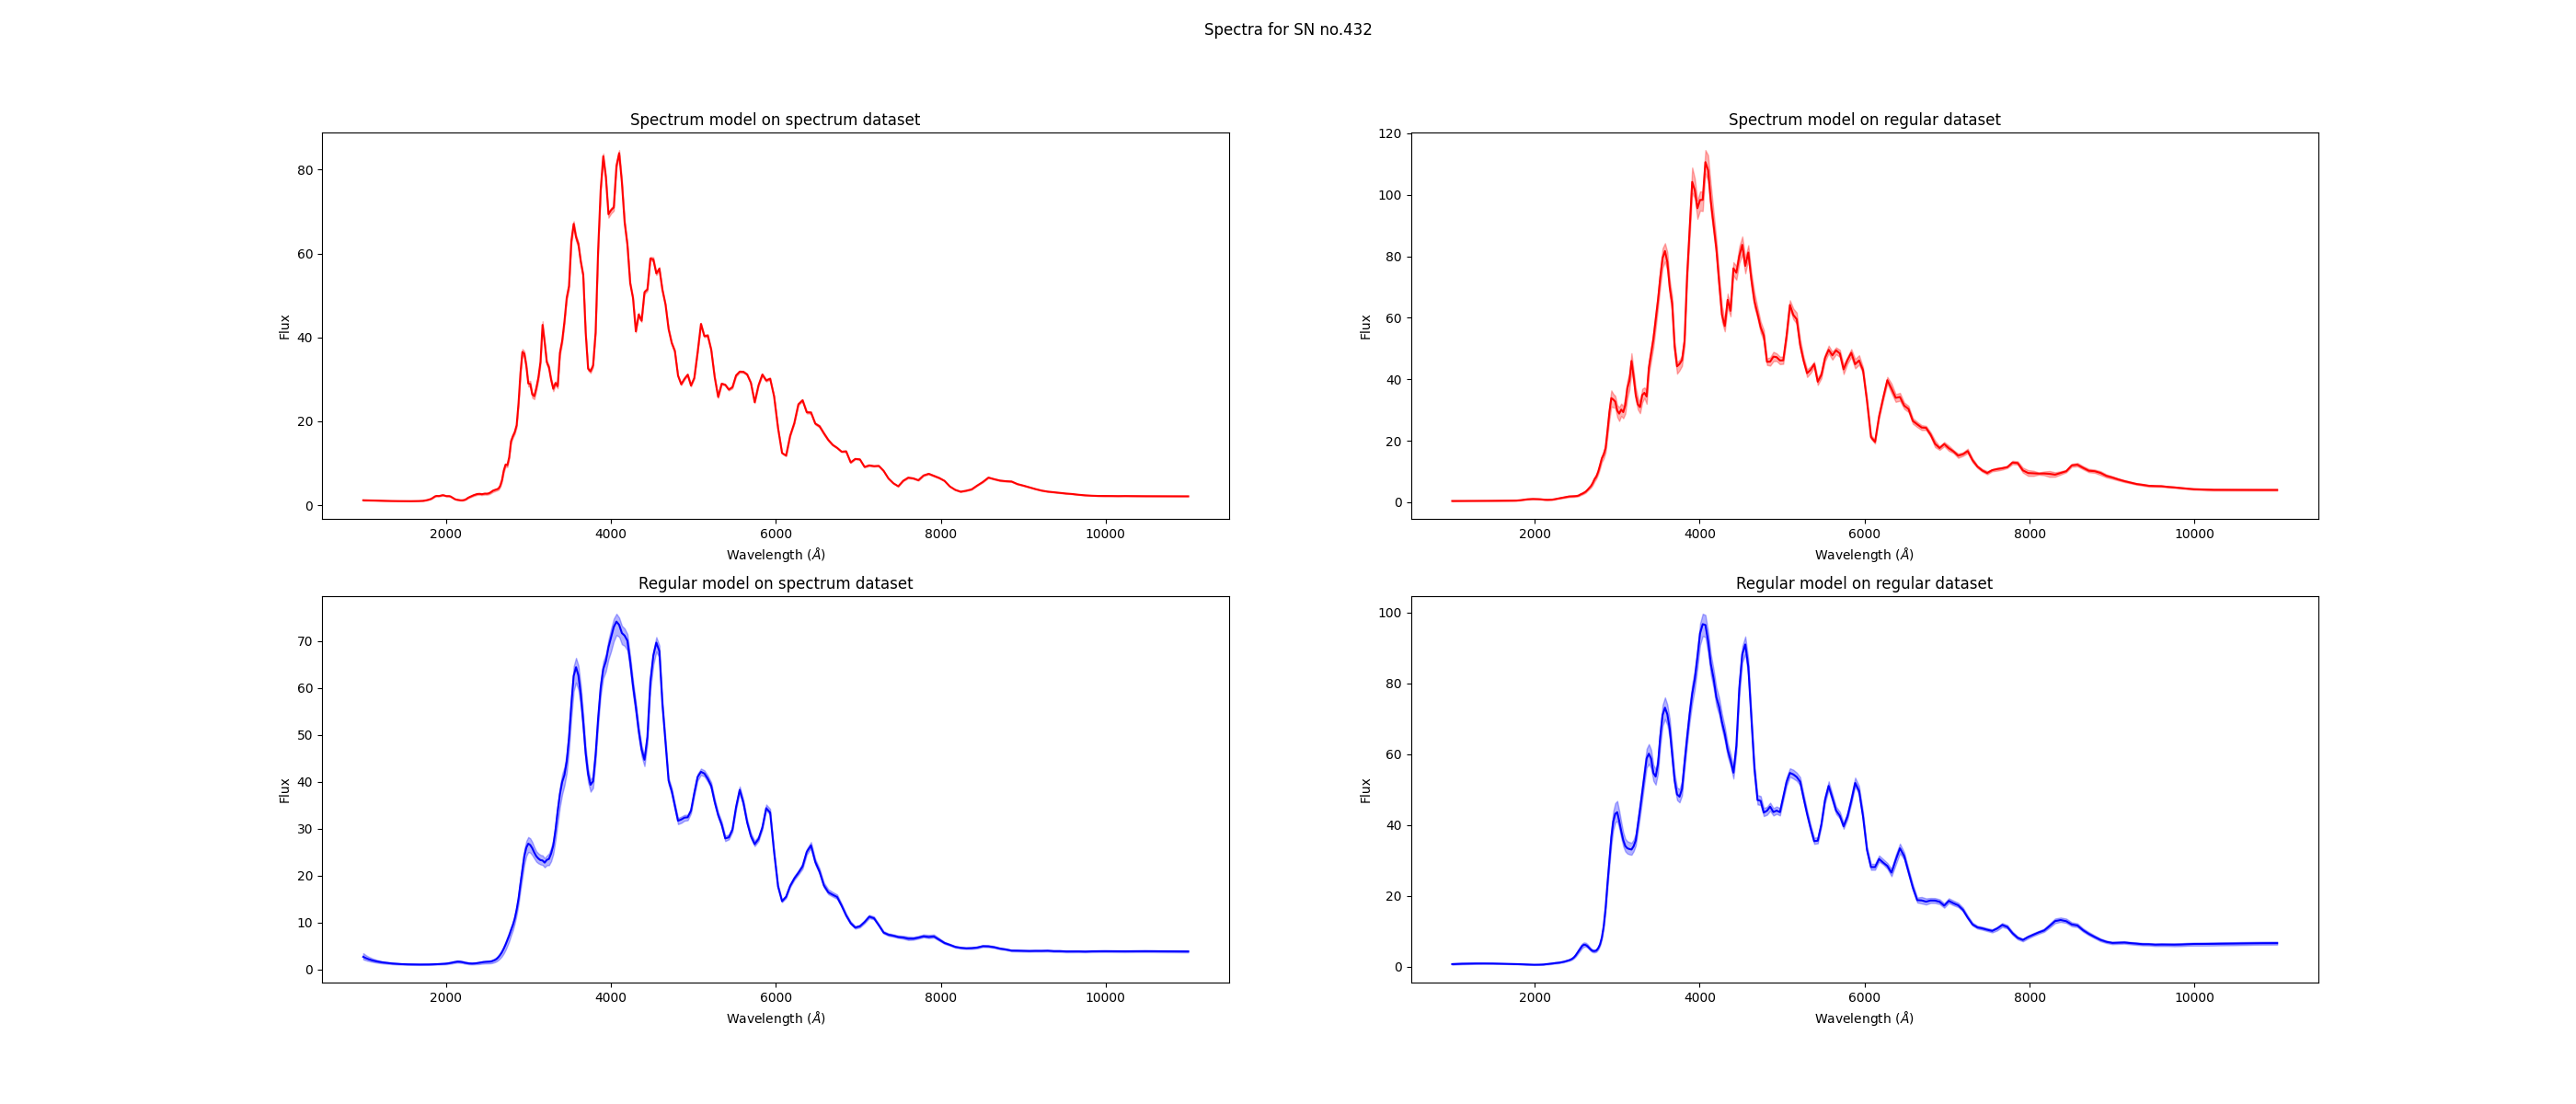 Spectra for SN no.432
Spectrum model on spectrum dataset
80
60
40
20
0
Flux
2000 4000 6000 8000 10000
Wavelength (Å)
Spectrum model on regular dataset
120
100
80
60
40
20
0
Flux
2000 4000 6000 8000 10000
Wavelength (Å)
Regular model on spectrum dataset
70
60
50
40
30
20
10
0
Flux
2000 4000 6000 8000 10000
Wavelength (Å)
Regular model on regular dataset
100
80
60
40
20
0
Flux
2000 4000 6000 8000 10000
Wavelength (Å)